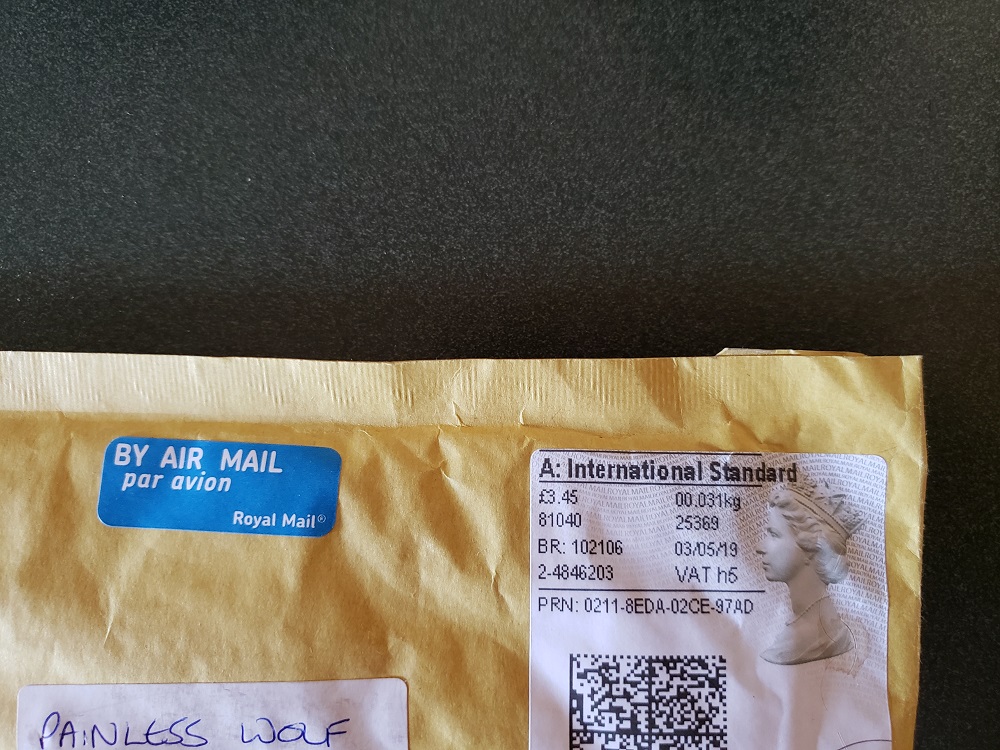 BY AIR MAIL
par avion
Royal Mail®
A: International Standard
£3.45 00.031kg
81040 25369
BR: 102106 03/05/19
2-4846203 VAT h5
PRN: 0211-8EDA-02CE-97AD
PAINLESS WOLF